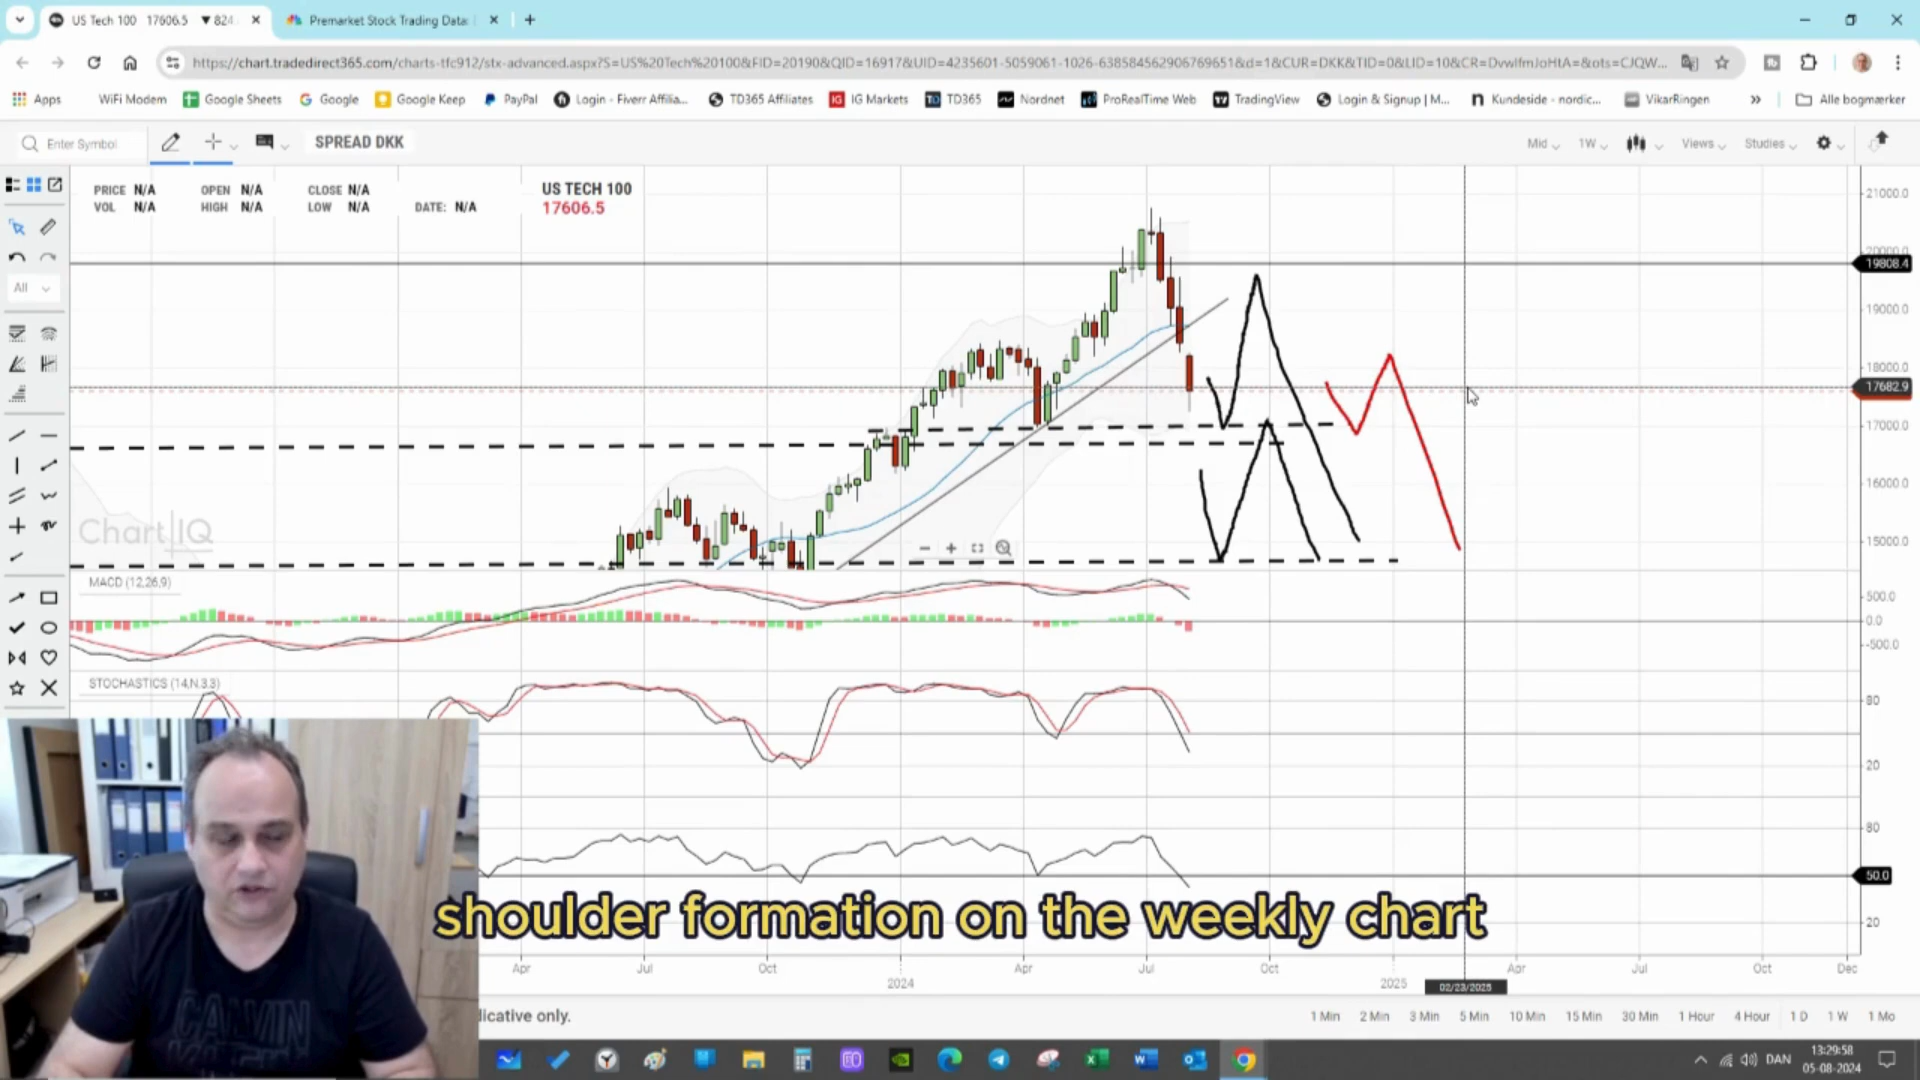 US Tech 100 17606.5 ▼ 824
Premarket Stock Trading Data:
https://chart.tradedirect365.com/charts-tfc912/stx-advanced.aspx?S=US%20Tech%20100&FID=20190&QID=16917&UID=4235601-5059061-1026-638584562906769651&d=1&CUR=DKK&TID=0&LID=10&CR=DvwIfmJoHtA=&ots=CJQW...
Apps WiFi Modem Google Sheets Google Google Keep PayPal Login - Fiverr Affilia... TD365 Affiliates IG Markets TD365 Nordnet ProRealTime Web TradingView Login & Signup | M... Kundeside - nordic... VikarRingen » Alle bogmærker
Enter Symbol SPREAD DKK Mid 1W Views Studies
PRICE N/A OPEN N/A CLOSE N/A US TECH 100
VOL N/A HIGH N/A LOW N/A DATE: N/A 17606.5
21000.0
20000.0
19808.4
All
19000.0
18000.0
17682.9
17000.0
16000.0
ChartIQ
15000.0
MACD (12,26,9)
500.0
0.0
-500.0
STOCHASTICS (14,N,3,3)
80
20
80
50.0
shoulder formation on the weekly chart
20
Apr Jul Oct Apr Jul Oct Apr Jul Oct Dec
2024 2025 02/23/2025
dicative only. 1 Min 2 Min 3 Min 5 Min 10 Min 15 Min 30 Min 1 Hour 4 Hour 1 D 1 W 1 Mo
CALVIN
DAN 13:29:58
05-08-2024